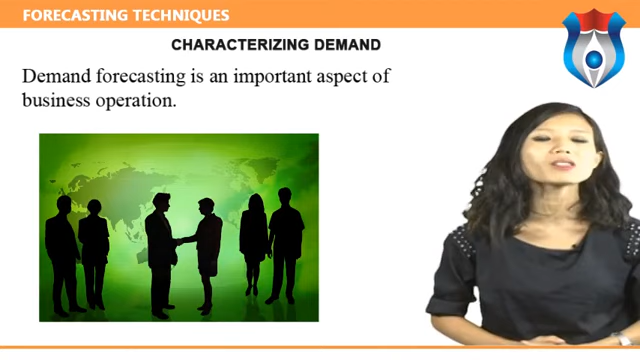 FORECASTING TECHNIQUES
CHARACTERIZING DEMAND
Demand forecasting is an important aspect of
business operation.